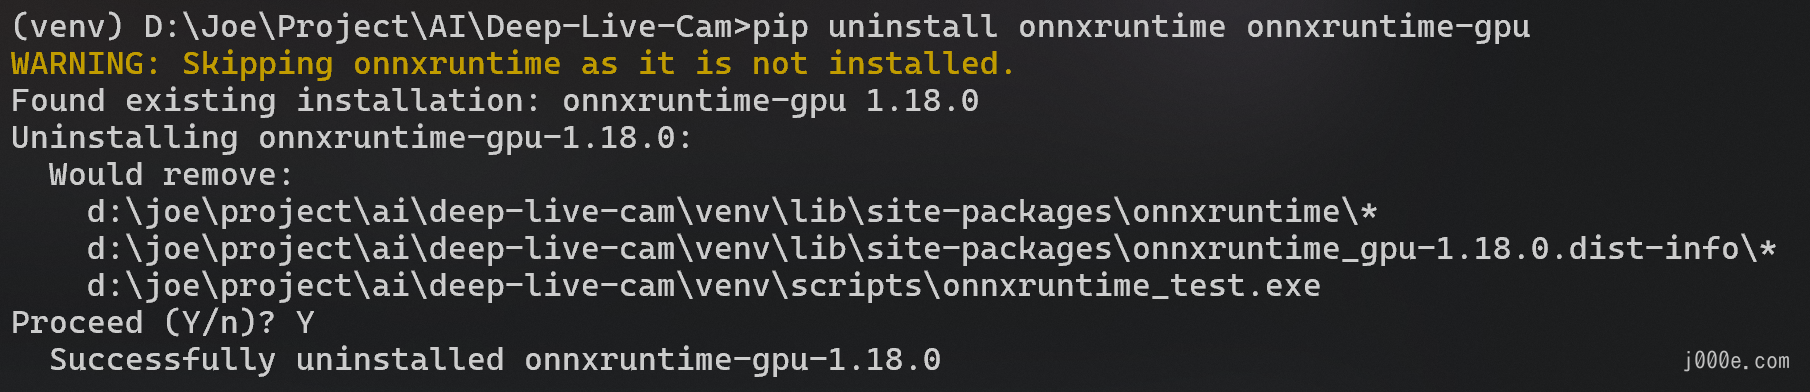 (venv) D:\Joe\Project\AI\Deep-Live-Cam>pip uninstall onnxruntime onnxruntime-gpu
WARNING: Skipping onnxruntime as it is not installed.
Found existing installation: onnxruntime-gpu 1.18.0
Uninstalling onnxruntime-gpu-1.18.0:
  Would remove:
    d:\joe\project\ai\deep-live-cam\venv\lib\site-packages\onnxruntime\*
    d:\joe\project\ai\deep-live-cam\venv\lib\site-packages\onnxruntime_gpu-1.18.0.dist-info\*
    d:\joe\project\ai\deep-live-cam\venv\scripts\onnxruntime_test.exe
Proceed (Y/n)? Y
  Successfully uninstalled onnxruntime-gpu-1.18.0
j000e.com